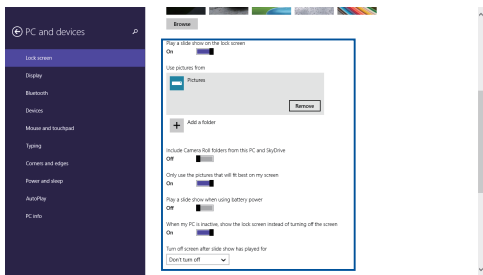 PC and devices
Lock screen
Display
Bluetooth
Devices
Mouse and touchpad
Typing
Corners and edges
Power and sleep
AutoPlay
PC info
Browse
Play a slide show on the lock screen
On
Use pictures from
Pictures
Remove
Add a folder
Include Camera Roll folders from this PC and SkyDrive
Off
Only use the pictures that will fit best on my screen
On
Play a slide show when using battery power
Off
When my PC is inactive, show the lock screen instead of turning off the screen
On
Turn off screen after slide show has played for
Don't turn off